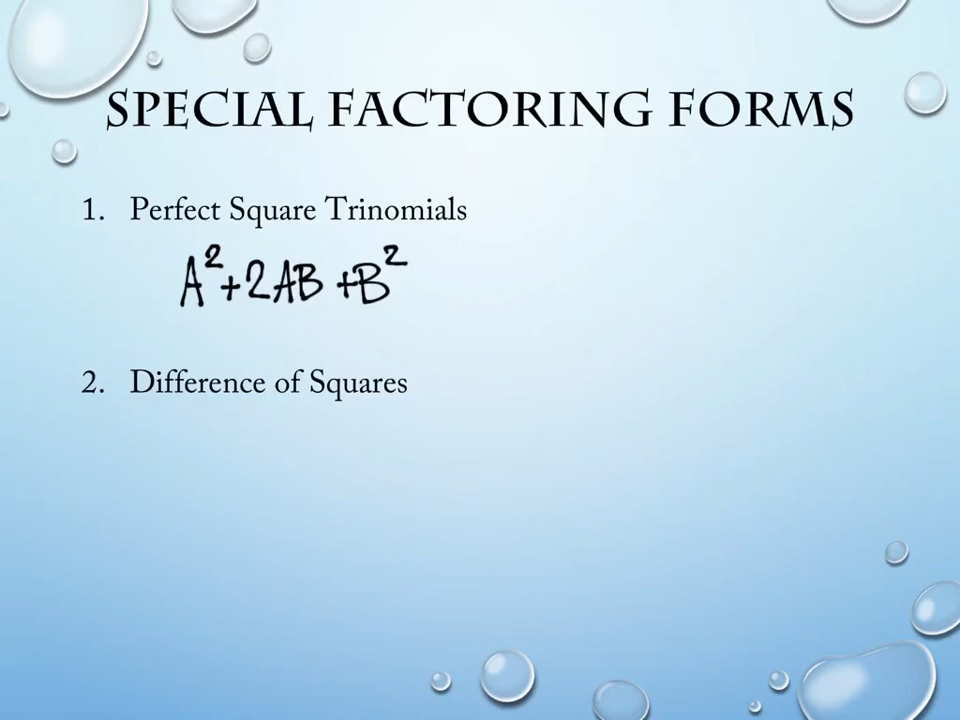 SPECIAL FACTORING FORMS
1. Perfect Square Trinomials
A²+2AB+B²
2. Difference of Squares